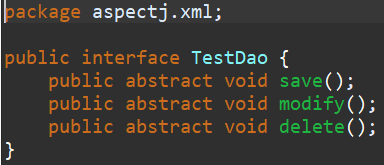 package aspectj.xml;
public interface TestDao {
    public abstract void save();
    public abstract void modify();
    public abstract void delete();
}